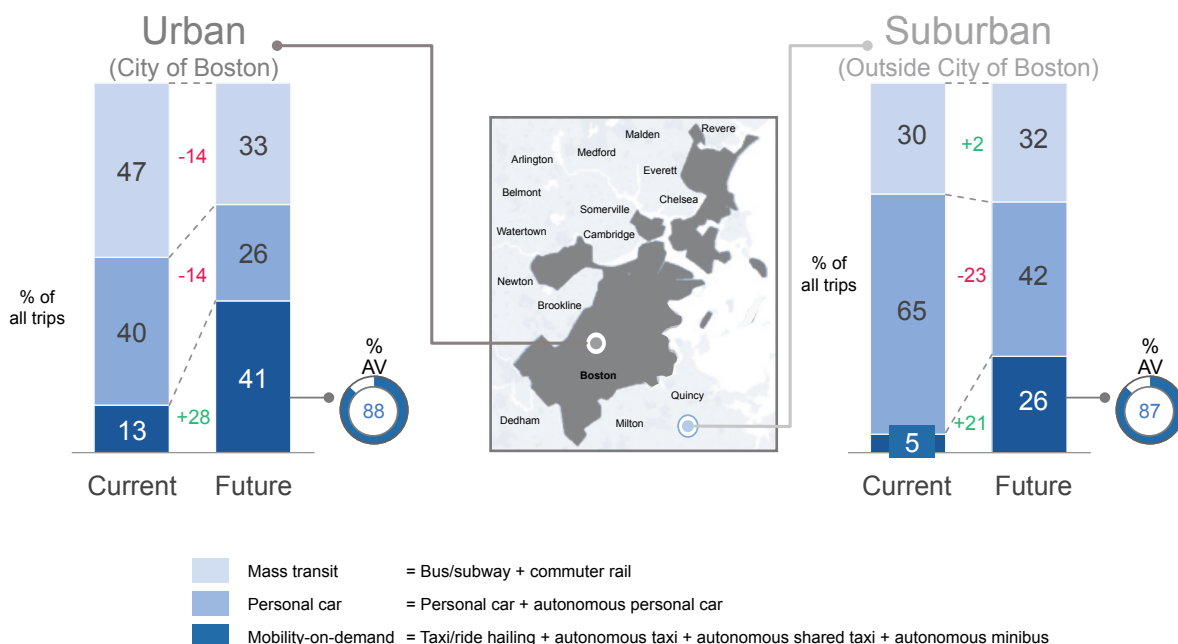 Urban
(City of Boston)
Suburban
(Outside City of Boston)
% of
all trips
47
-14
33
40
-14
26
13
+28
41
% AV
88
Current
Future
Malden
Revere
Medford
Arlington
Everett
Belmont
Chelsea
Somerville
Watertown
Cambridge
Newton
Brookline
Boston
Quincy
Dedham
Milton
% of
all trips
30
+2
32
65
-23
42
5
+21
26
% AV
87
Current
Future
Mass transit = Bus/subway + commuter rail
Personal car = Personal car + autonomous personal car
Mobility-on-demand = Taxi/ride hailing + autonomous taxi + autonomous shared taxi + autonomous minibus